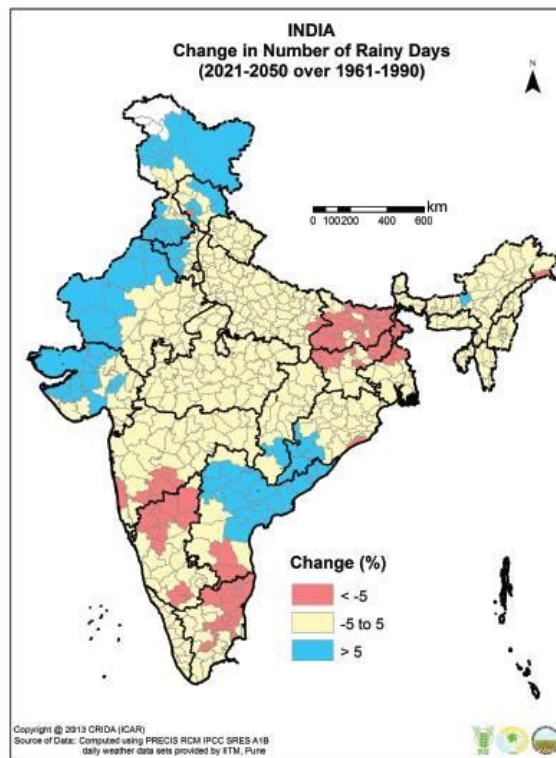 INDIA
Change in Number of Rainy Days
(2021-2050 over 1961-1990)
N
km
0 100200 400 600
Change (%)
< -5
-5 to 5
> 5
Copyright @ 2013 CRIDA (ICAR)
Source of Data: Computed using PRECIS RCM IPCC SRES A1B
daily weather data sets provided by IITM, Pune